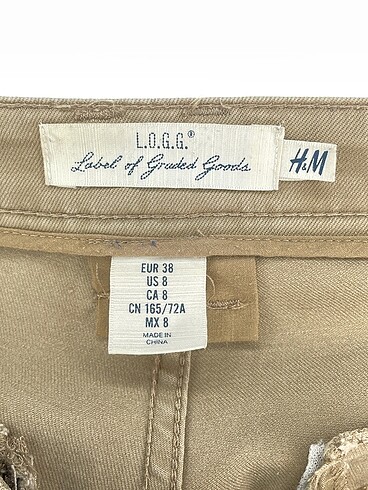 L.O.G.G.®
Label of Graded Goods
H&M
EUR 38
US 8
CA 8
CN 165/72A
MX 8
MADE IN
CHINA